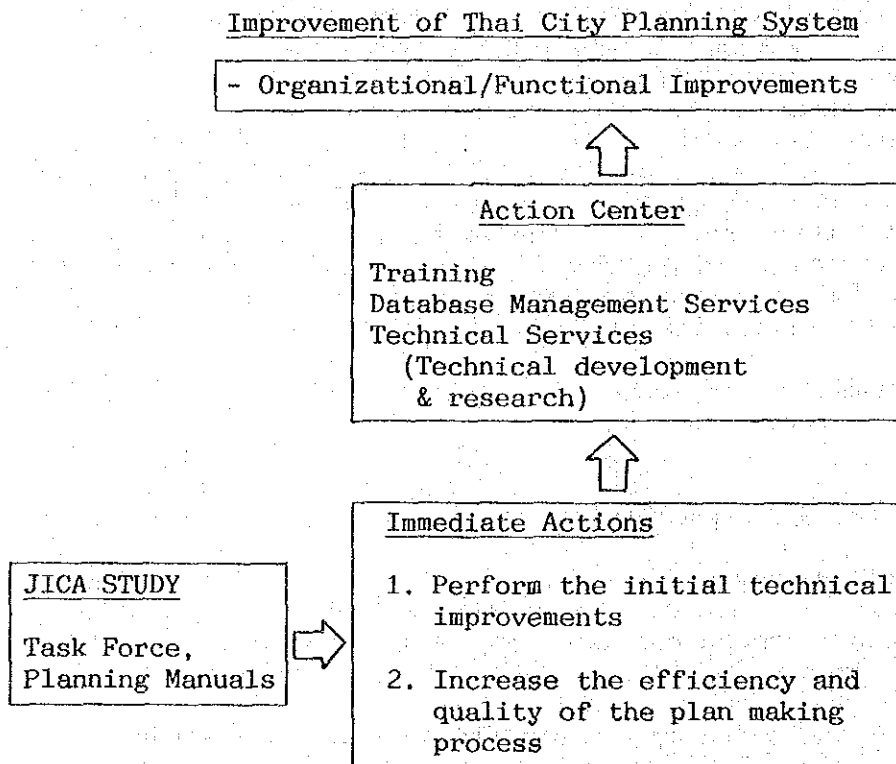 Improvement of Thai City Planning System
- Organizational/Functional Improvements
Action Center
Training
Database Management Services
Technical Services
(Technical development
& research)
Immediate Actions
1. Perform the initial technical
improvements
2. Increase the efficiency and
quality of the plan making
process
JICA STUDY
Task Force,
Planning Manuals